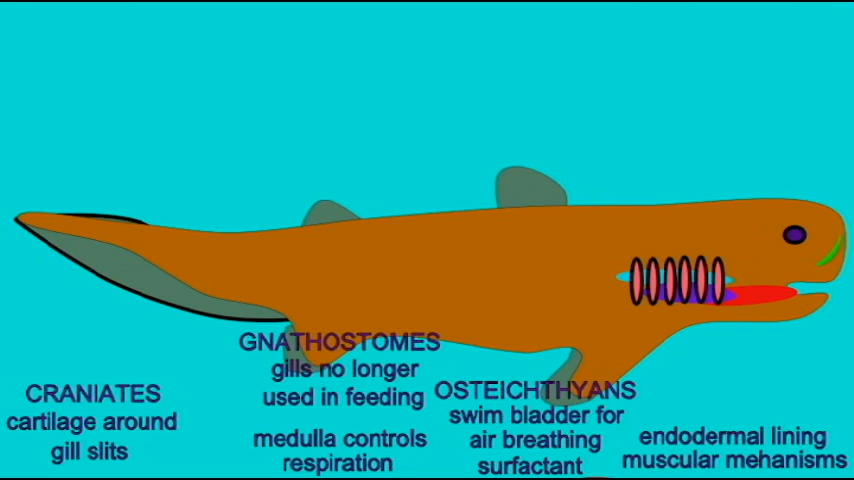 CRANIATES
cartilage around
gill slits
GNATHOSTOMES
gills no longer
used in feeding
medulla controls
respiration
OSTEICHTHYANS
swim bladder for
air breathing
surfactant
endodermal lining
muscular mehanisms